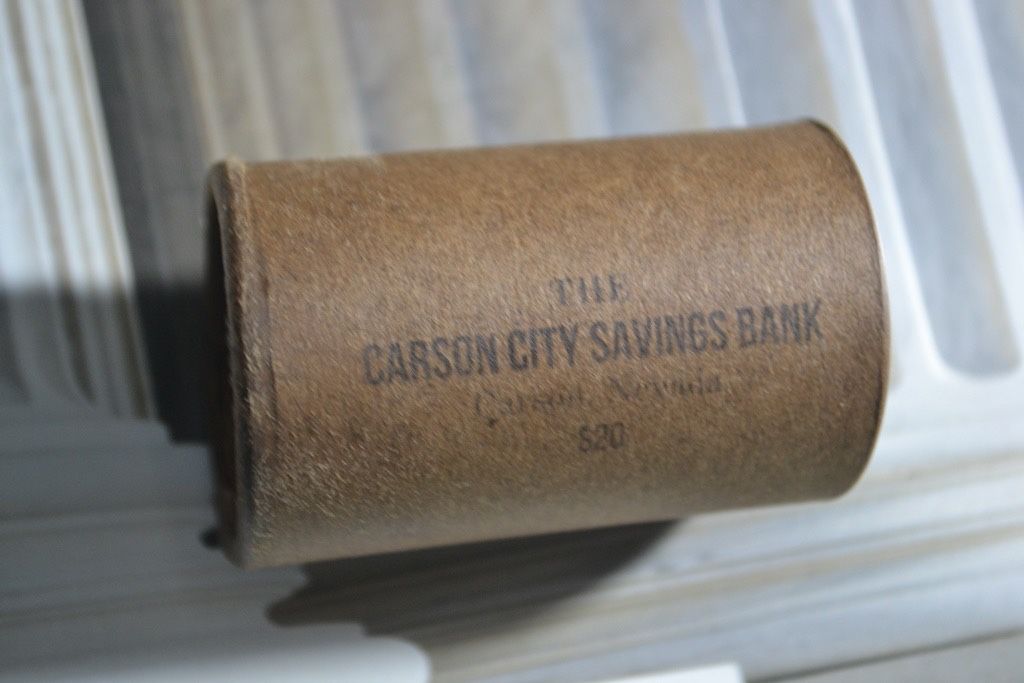 THE
CARSON CITY SAVINGS BANK
Carson, Nevada
$20